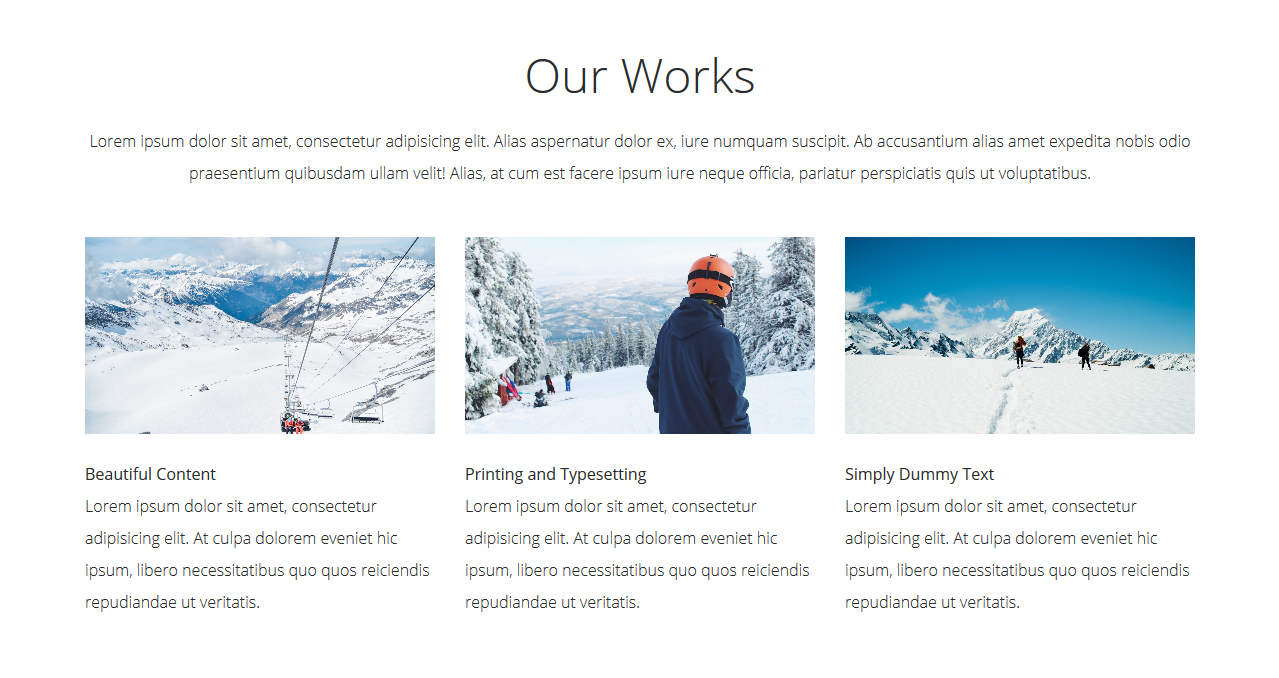 Our Works
Lorem ipsum dolor sit amet, consectetur adipisicing elit. Alias aspernatur dolor ex, iure numquam suscipit. Ab accusantium alias amet expedita nobis odio
praesentium quibusdam ullam velit! Alias, at cum est facere ipsum iure neque officia, pariatur perspiciatis quis ut voluptatibus.
Beautiful Content
Lorem ipsum dolor sit amet, consectetur
adipisicing elit. At culpa dolorem eveniet hic
ipsum, libero necessitatibus quo quos reiciendis
repudiandae ut veritatis.
Printing and Typesetting
Lorem ipsum dolor sit amet, consectetur
adipisicing elit. At culpa dolorem eveniet hic
ipsum, libero necessitatibus quo quos reiciendis
repudiandae ut veritatis.
Simply Dummy Text
Lorem ipsum dolor sit amet, consectetur
adipisicing elit. At culpa dolorem eveniet hic
ipsum, libero necessitatibus quo quos reiciendis
repudiandae ut veritatis.